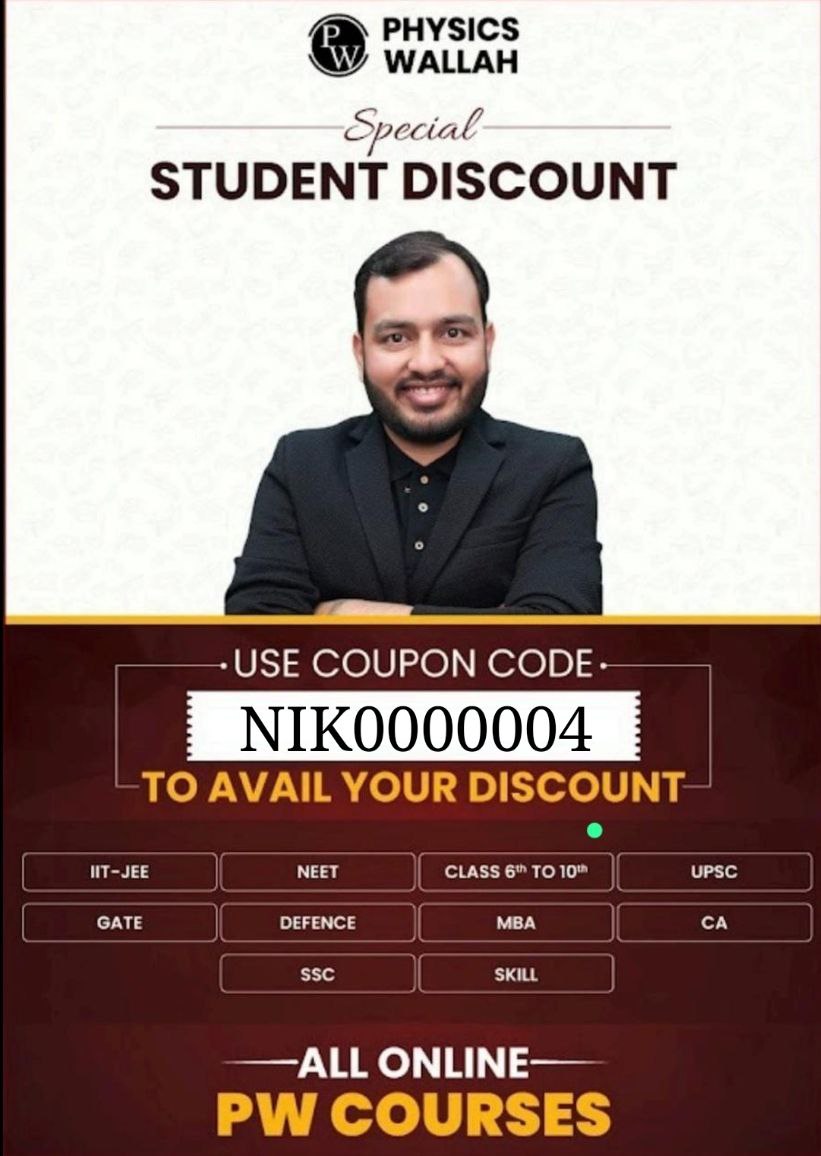 PW
PHYSICS
WALLAH
Special
STUDENT DISCOUNT
USE COUPON CODE
NIK0000004
TO AVAIL YOUR DISCOUNT
IIT-JEE NEET CLASS 6th TO 10th UPSC
GATE DEFENCE MBA CA
SSC SKILL
ALL ONLINE
PW COURSES